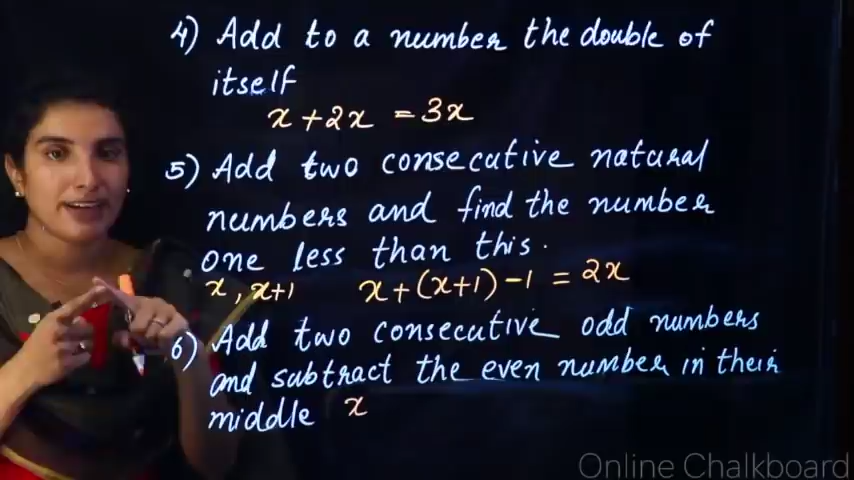 4) Add to a number the double of
itself
x + 2x = 3x
5) Add two consecutive natural
numbers and find the number
one less than this.
x, x+1 x + (x+1) - 1 = 2x
6) Add two consecutive odd numbers
and subtract the even number in their
middle x
Online Chalkboard